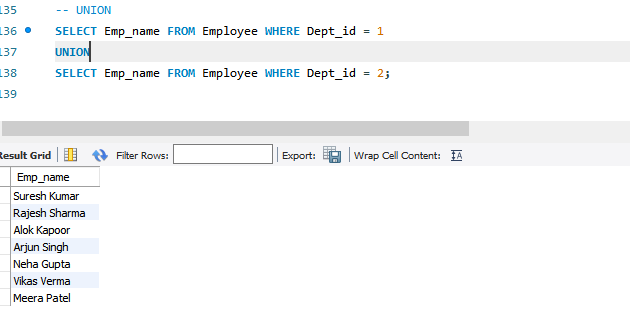 135 -- UNION
136 SELECT Emp_name FROM Employee WHERE Dept_id = 1
137 UNION
138 SELECT Emp_name FROM Employee WHERE Dept_id = 2;
139
Result Grid Filter Rows: Export: Wrap Cell Content: IA
Emp_name
Suresh Kumar
Rajesh Sharma
Alok Kapoor
Arjun Singh
Neha Gupta
Vikas Verma
Meera Patel